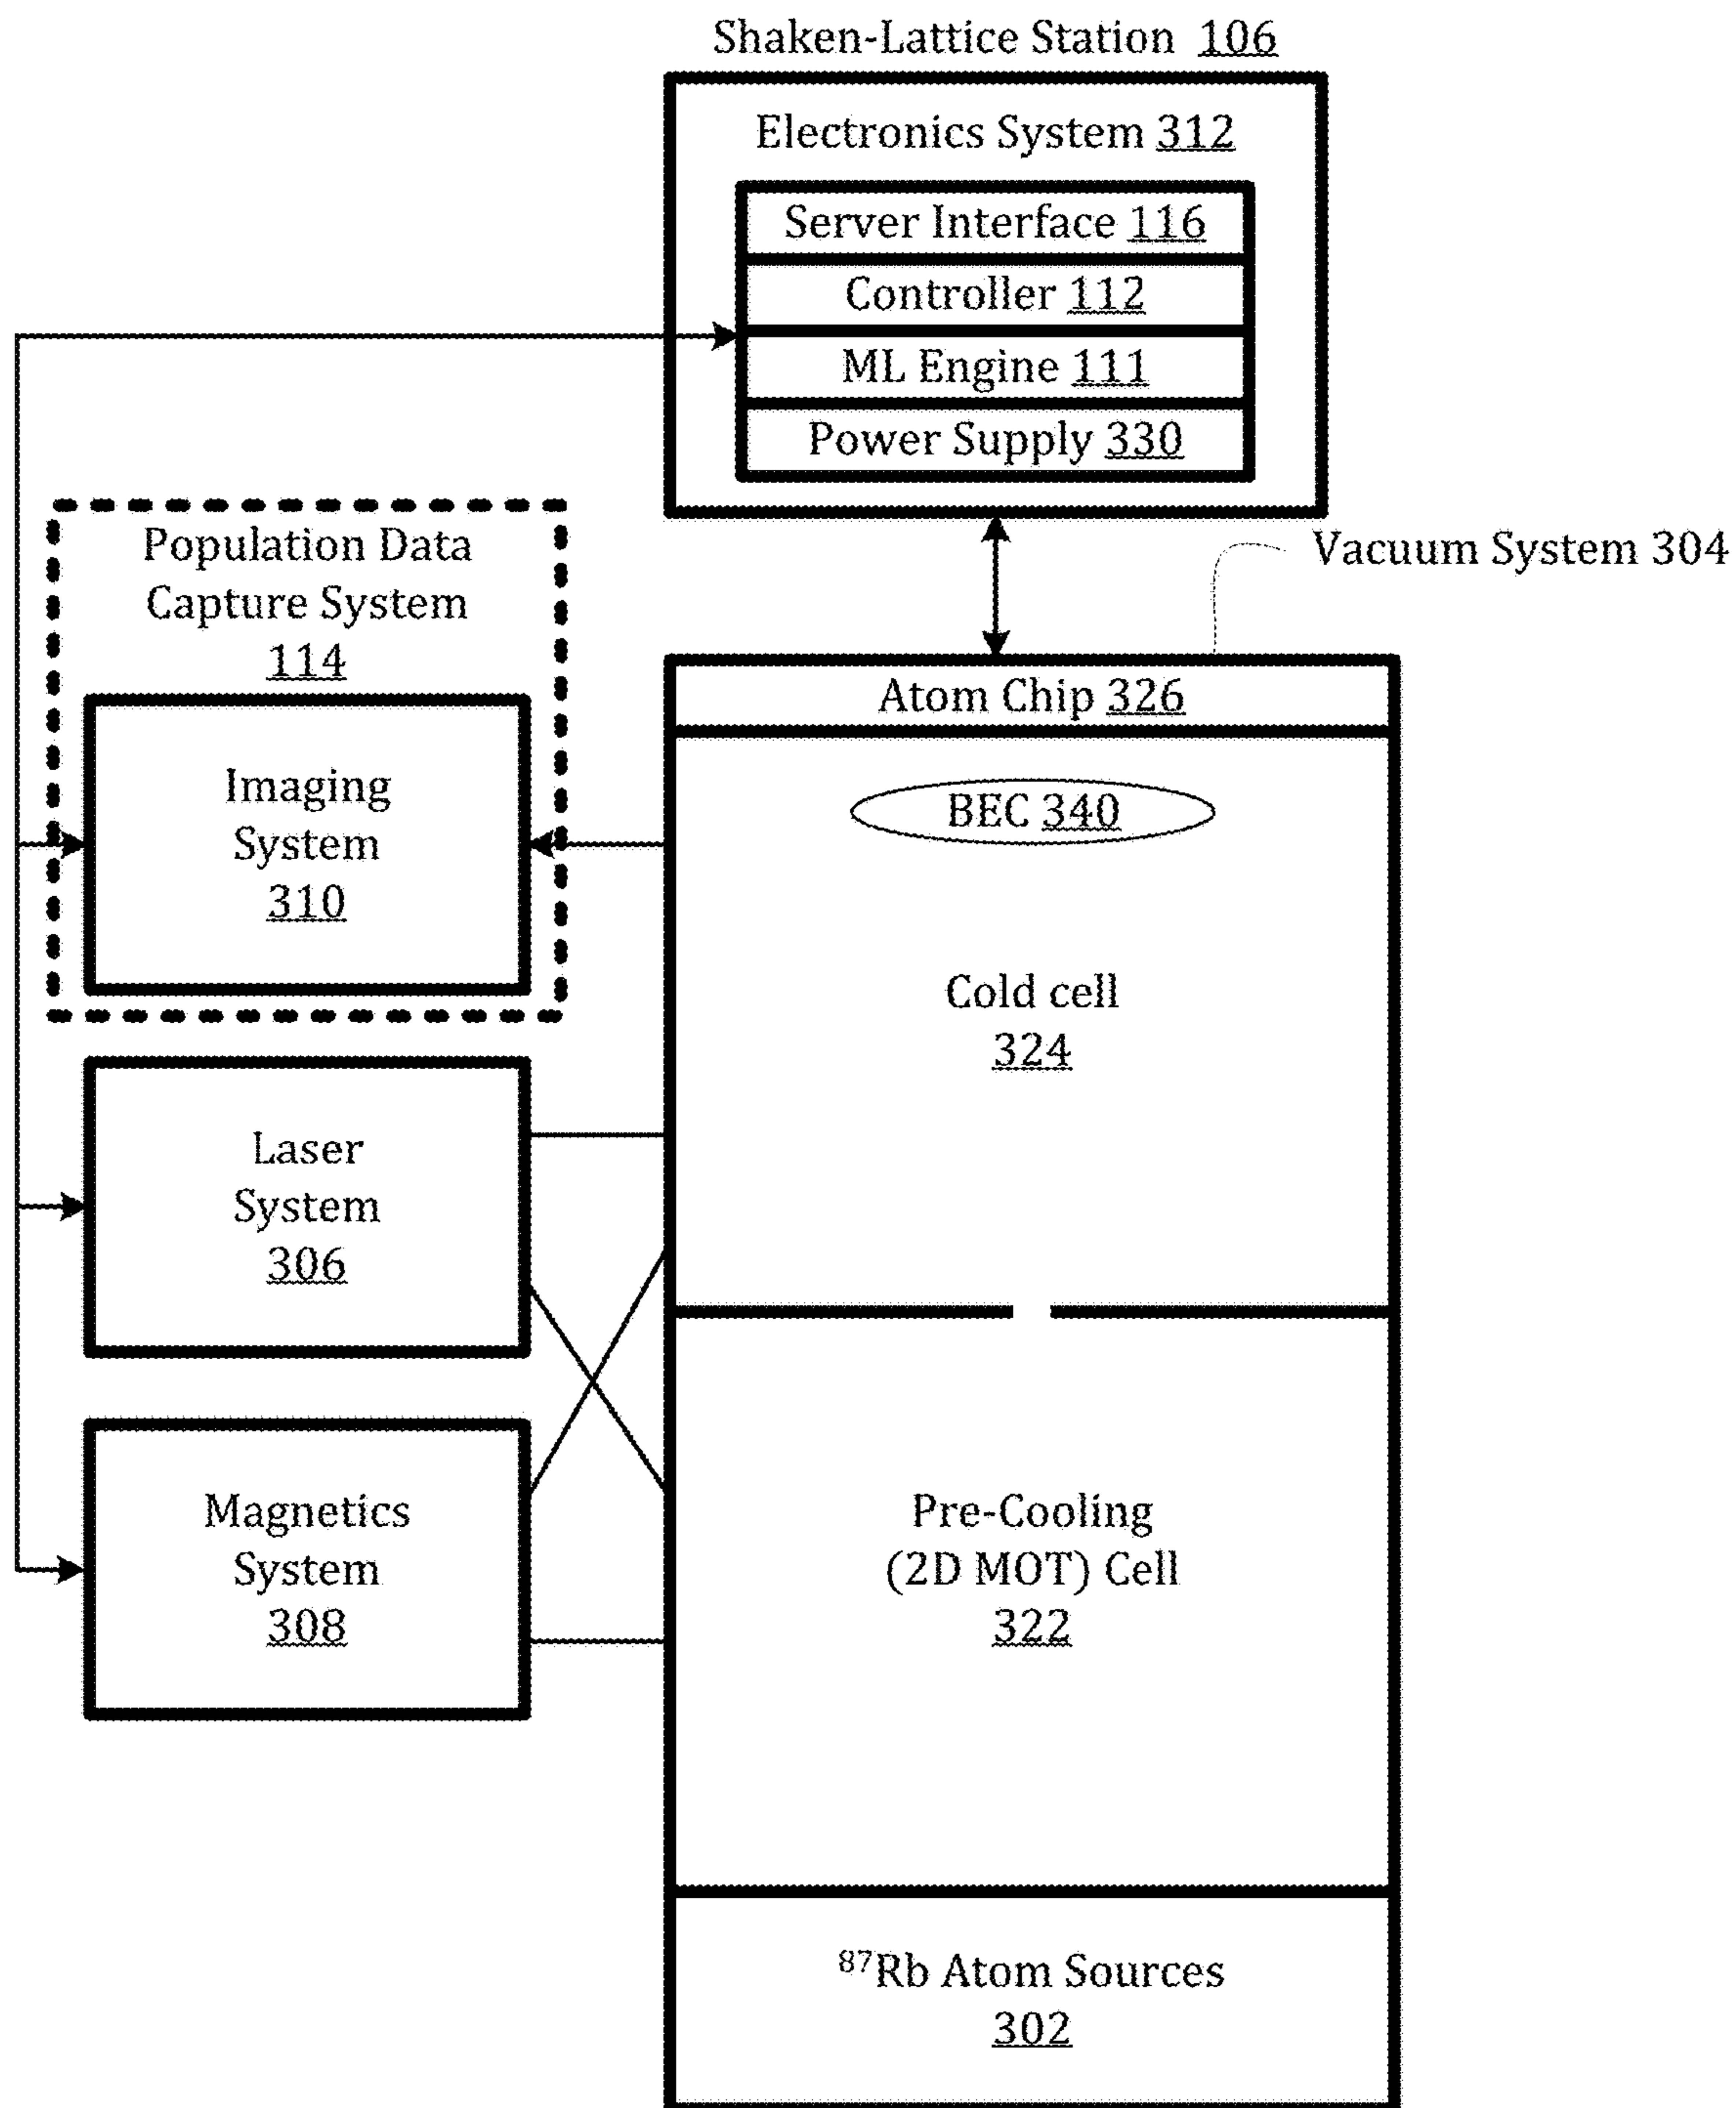 Shaken-Lattice Station 106
Electronics System 312
Server Interface 116
Controller 112
ML Engine 111
Power Supply 330
Population Data
Capture System
114
Vacuum System 304
Imaging
System
310
Atom Chip 326
BEC 340
Cold cell
324
Laser
System
306
Magnetics
System
308
Pre-Cooling
(2D MOT) Cell
322
⁸⁷Rb Atom Sources
302